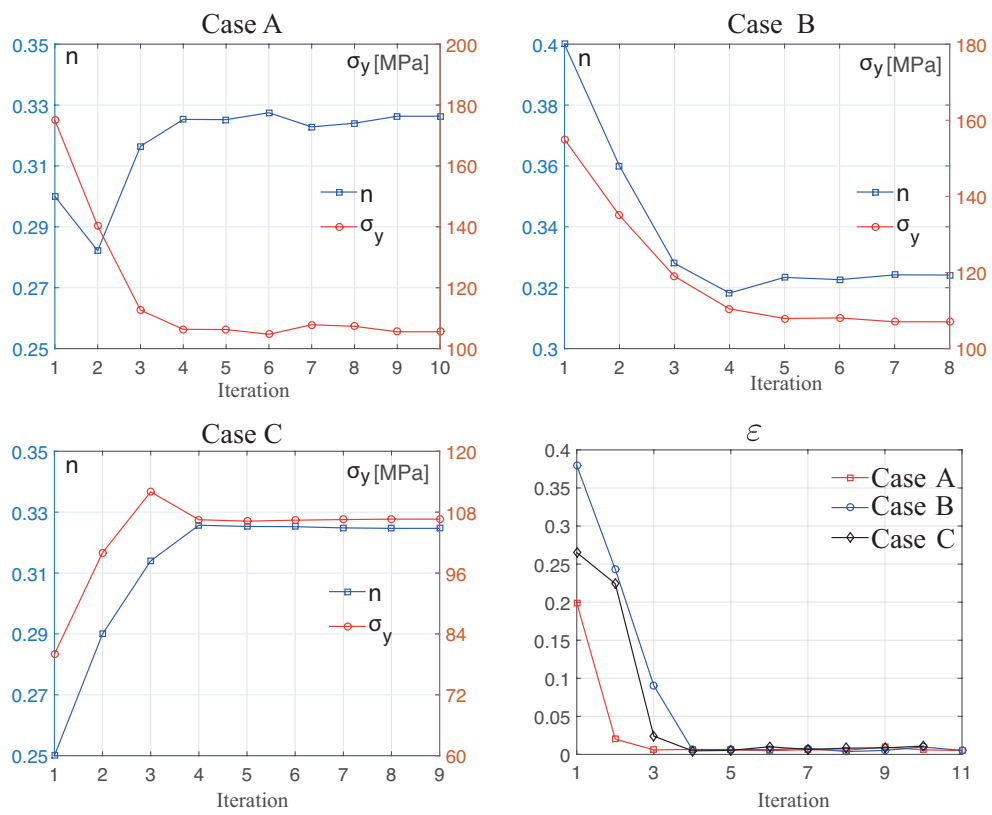 Case A
n
σy [MPa]
0.35
0.33
0.31
0.29
0.27
0.25
200
180
160
140
120
100
n
σy
1 2 3 4 5 6 7 8 9 10
Iteration
Case B
n
σy [MPa]
0.4
0.38
0.36
0.34
0.32
0.3
180
160
140
120
100
n
σy
1 2 3 4 5 6 7 8
Iteration
Case C
n
σy [MPa]
0.35
0.33
0.31
0.29
0.27
0.25
120
108
96
84
72
60
n
σy
1 2 3 4 5 6 7 8 9
Iteration
ε
0.4
0.35
0.3
0.25
0.2
0.15
0.1
0.05
0
Case A
Case B
Case C
1 3 5 7 9 11
Iteration